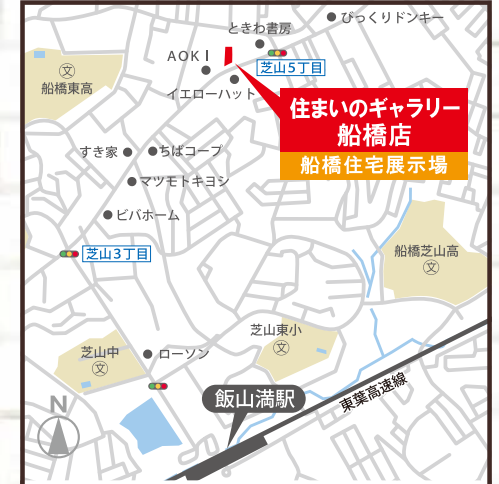 びっくりドンキー
ときわ書房
AOKI
芝山5丁目
文
船橋東高
イエローハット
住まいのギャラリー
船橋店
船橋住宅展示場
すき家
ちばコープ
マツモトキヨシ
ビバホーム
芝山3丁目
船橋芝山高
文
芝山東小
文
芝山中
文
ローソン
飯山満駅
東葉高速線
N